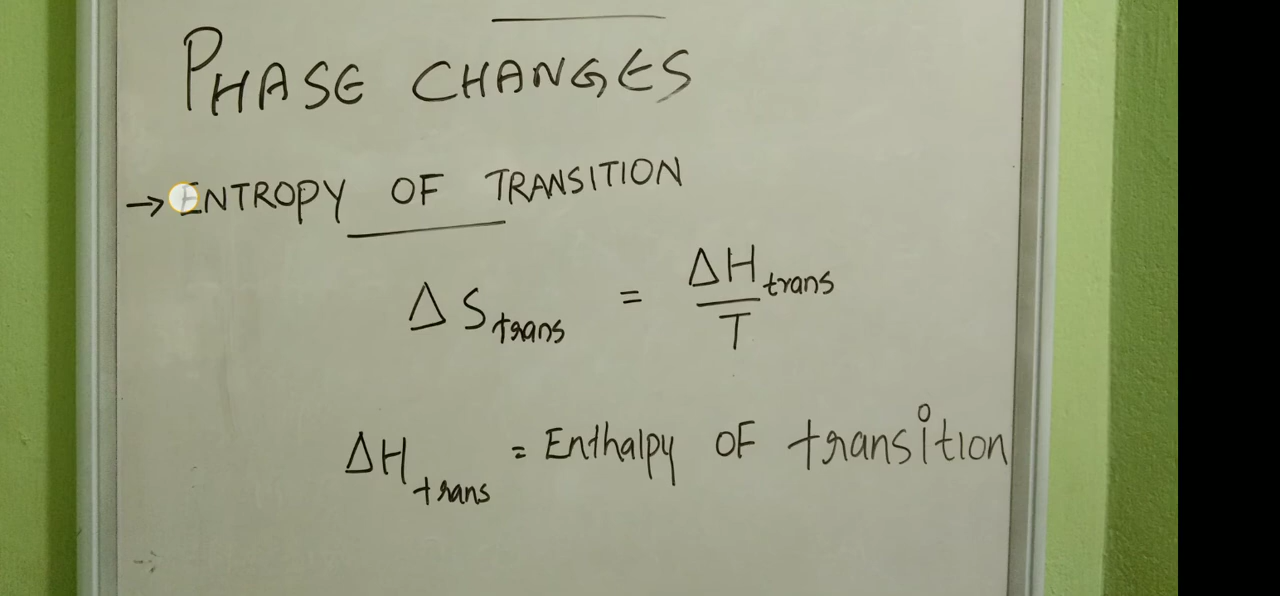 PHASE CHANGES
→ ENTROPY OF TRANSITION
ΔS trans = ΔH trans / T
ΔH trans = Enthalpy OF transition